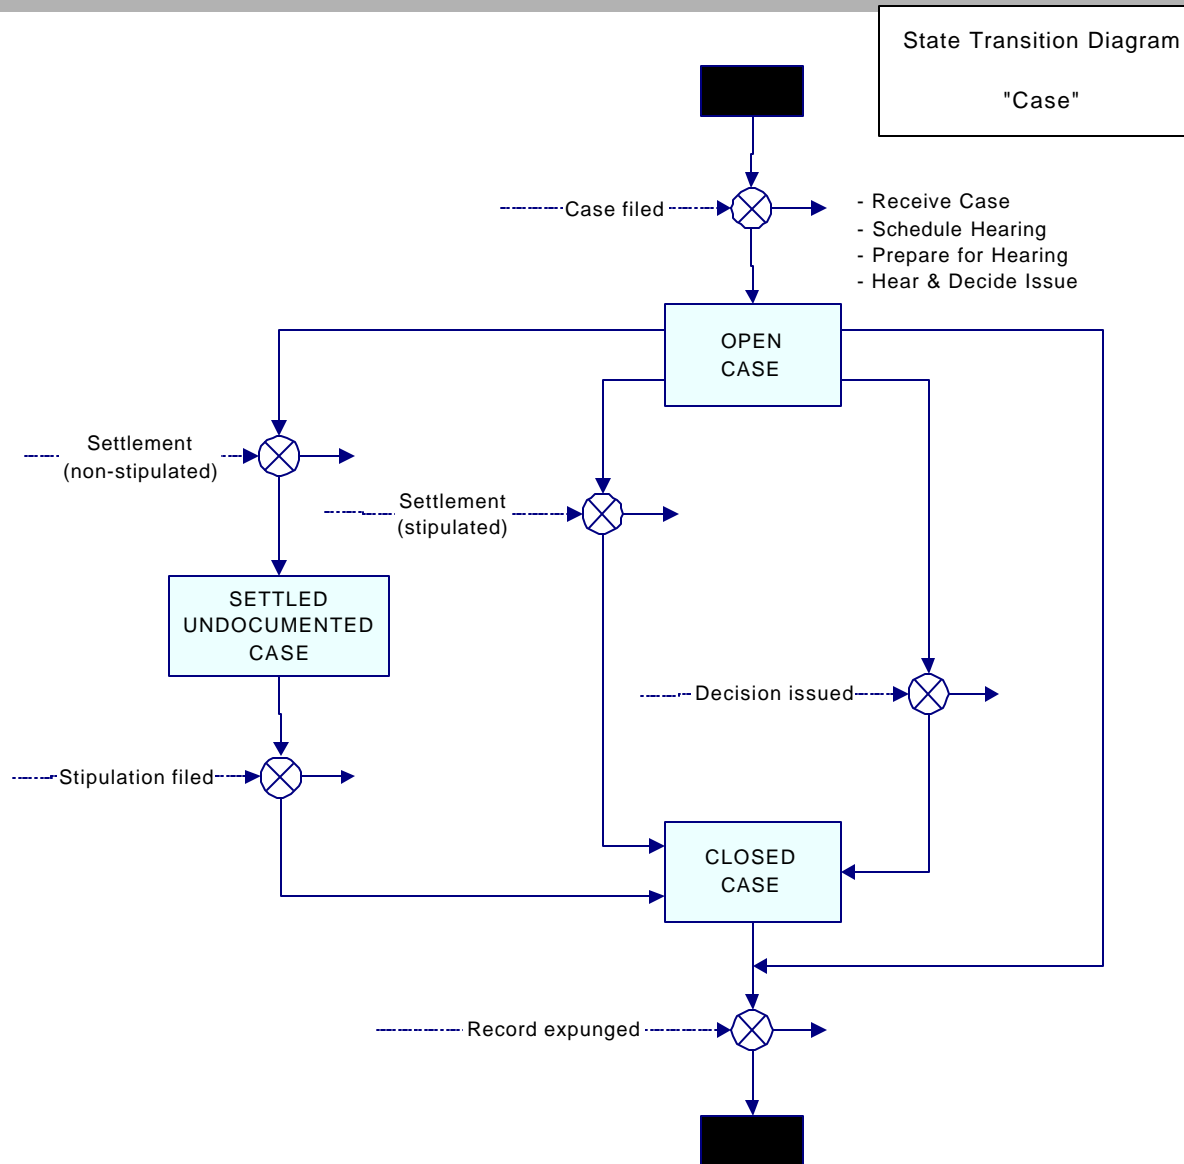 State Transition Diagram
"Case"
Case filed
- Receive Case
- Schedule Hearing
- Prepare for Hearing
- Hear & Decide Issue
OPEN
CASE
Settlement
(non-stipulated)
Settlement
(stipulated)
SETTLED
UNDOCUMENTED
CASE
Decision issued
Stipulation filed
CLOSED
CASE
Record expunged